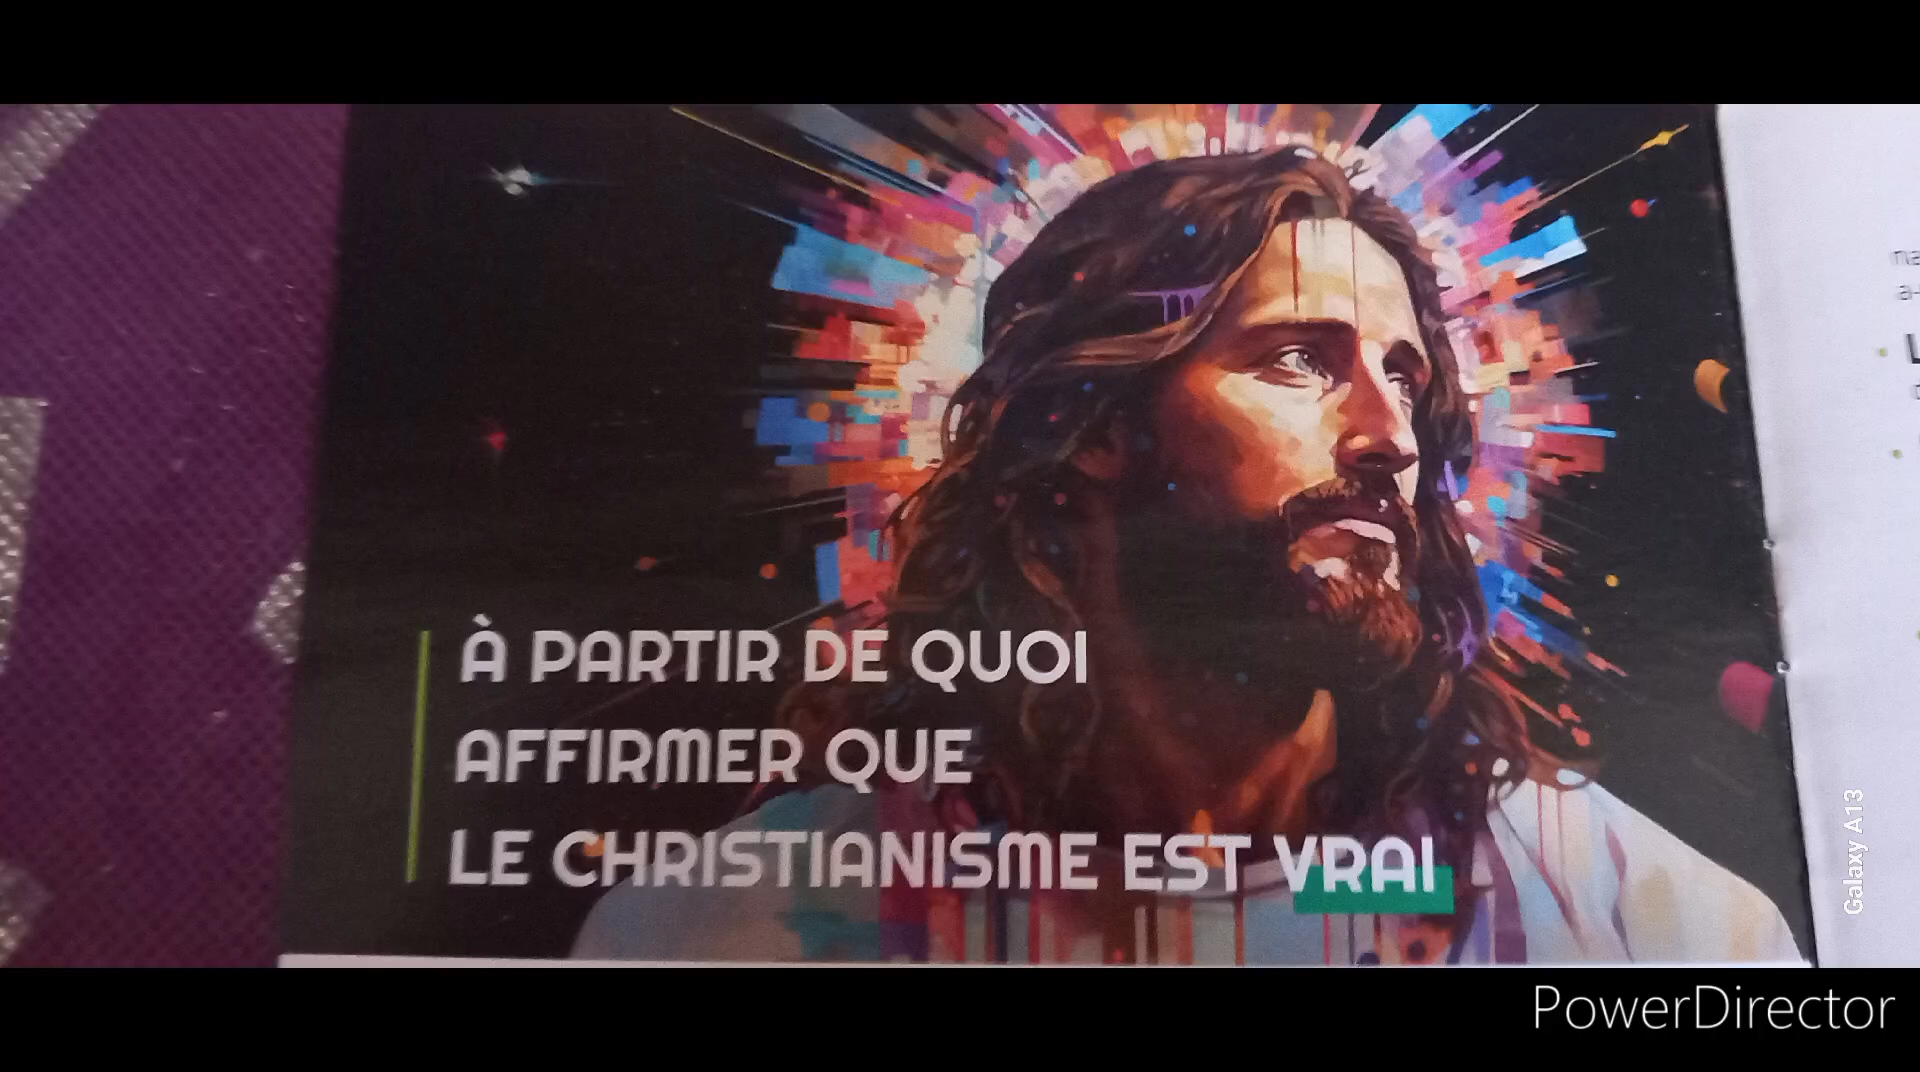 À PARTIR DE QUOI
AFFIRMER QUE
LE CHRISTIANISME EST VRAI
Galaxy A13
PowerDirector